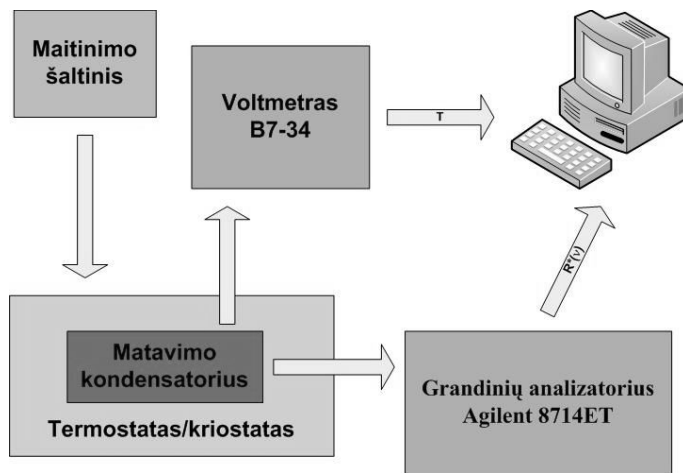 Maitinimo
šaltinis
Voltmetras
B7-34
T
R*(ν)
Matavimo
kondensatorius
Termostatas/kriostatas
Grandinių analizatorius
Agilent 8714ET